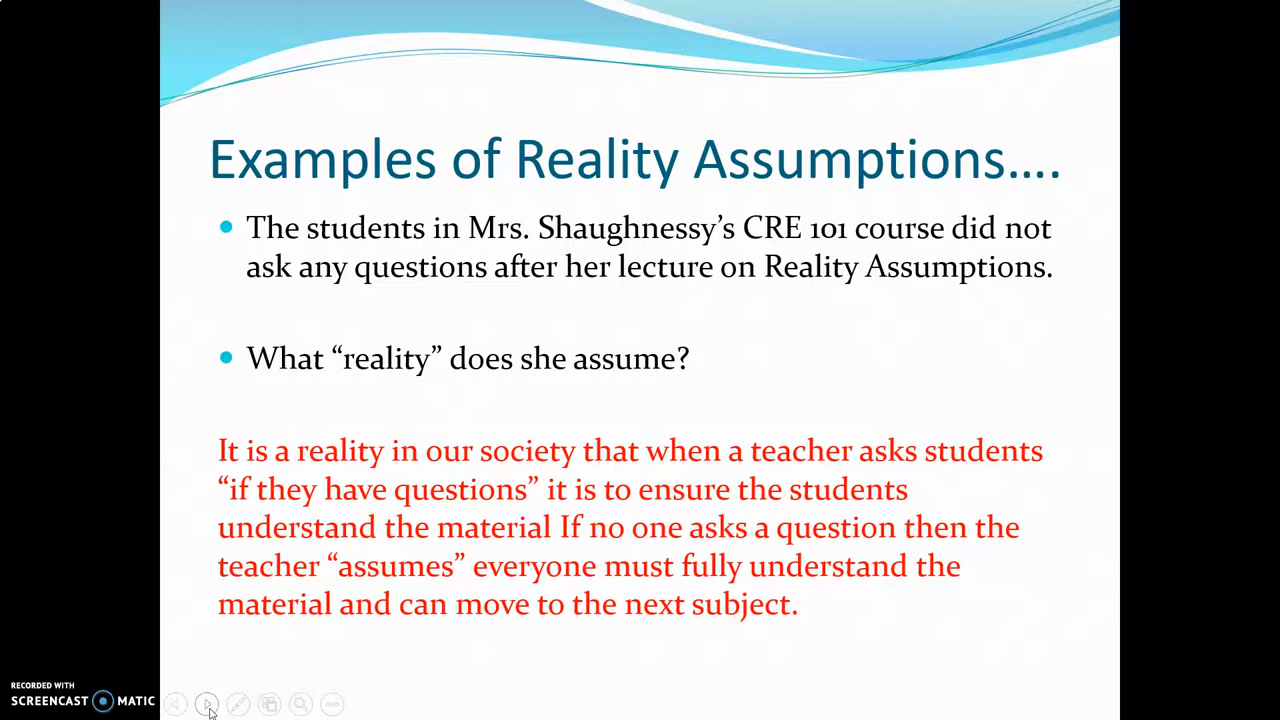 Examples of Reality Assumptions….
The students in Mrs. Shaughnessy’s CRE 101 course did not
ask any questions after her lecture on Reality Assumptions.
What “reality” does she assume?
It is a reality in our society that when a teacher asks students
“if they have questions” it is to ensure the students
understand the material If no one asks a question then the
teacher “assumes” everyone must fully understand the
material and can move to the next subject.
RECORDED WITH
SCREENCAST MATIC